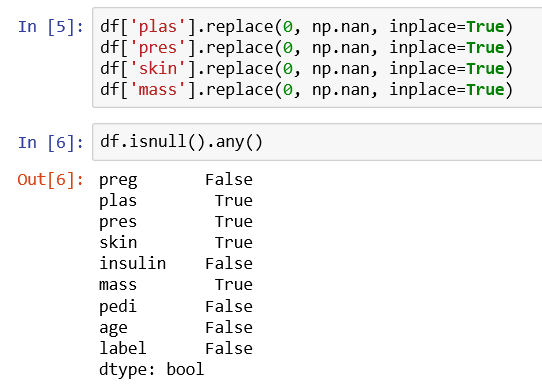 In [5]: df['plas'].replace(0, np.nan, inplace=True)
df['pres'].replace(0, np.nan, inplace=True)
df['skin'].replace(0, np.nan, inplace=True)
df['mass'].replace(0, np.nan, inplace=True)
In [6]: df.isnull().any()
Out[6]: preg False
plas True
pres True
skin True
insulin False
mass True
pedi False
age False
label False
dtype: bool